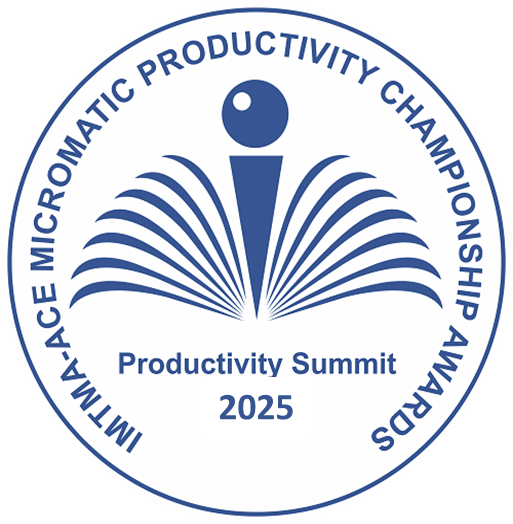 IMTMA-ACE MICROMATIC PRODUCTIVITY CHAMPIONSHIP AWARDS
Productivity Summit
2025